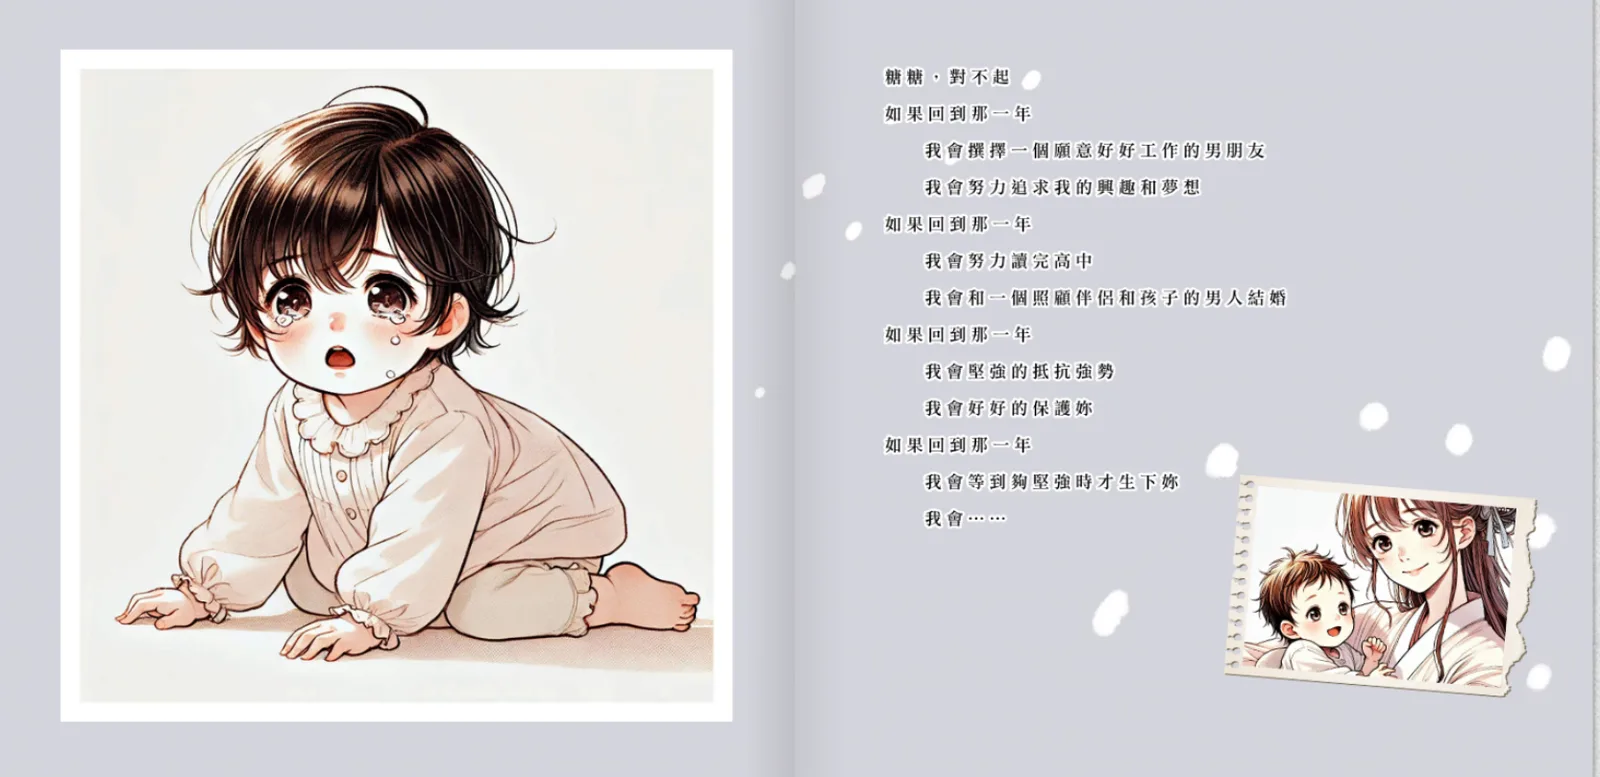 糖糖，對不起
如果回到那一年
我會撰擇一個願意好好工作的男朋友
我會努力追求我的興趣和夢想
如果回到那一年
我會努力讀完高中
我會和一個照顧伴侶和孩子的男人結婚
如果回到那一年
我會堅強的抵抗強勢
我會好好的保護妳
如果回到那一年
我會等到夠堅強時才生下妳
我會⋯⋯